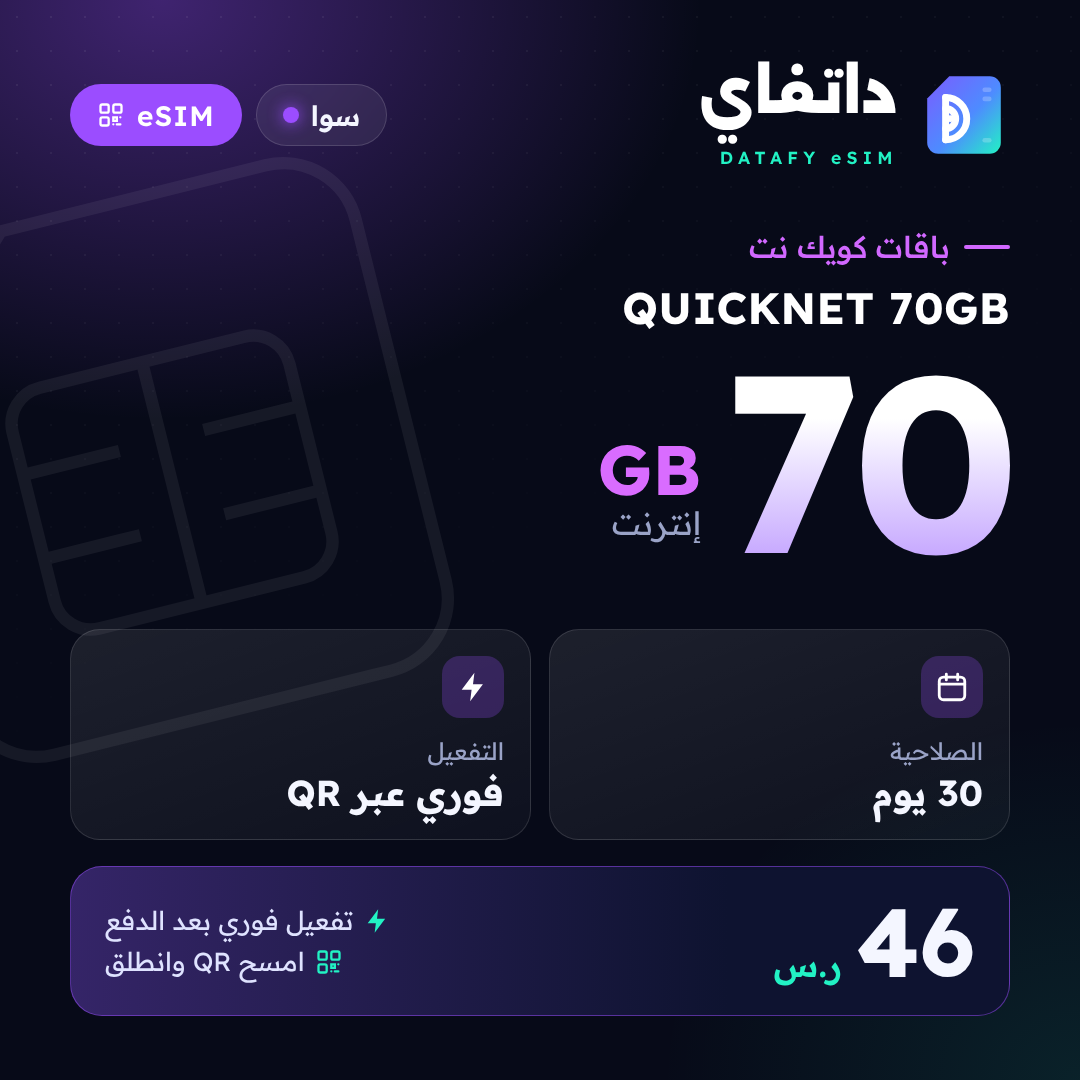 داتفاي
DATAFY eSIM
سوا
eSIM
باقات كويك نت
QUICKNET 70GB
70
GB
إنترنت
الصلاحية
30 يوم
التفعيل
فوري عبر QR
46 ر.س
تفعيل فوري بعد الدفع
امسح QR وانطلق